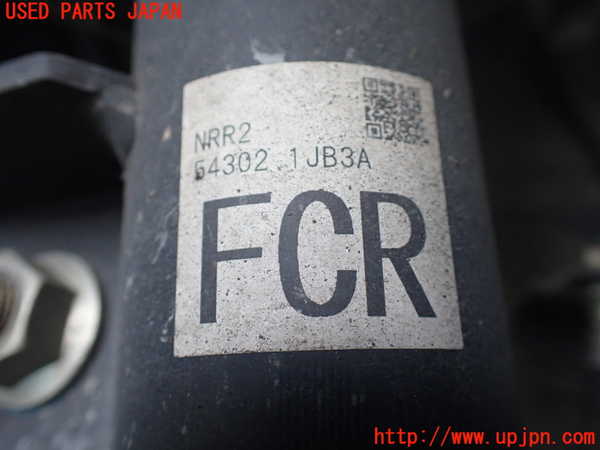 USED PARTS JAPAN
NRR2
54302 1JB3A
FCR
http://www.upjpn.com/